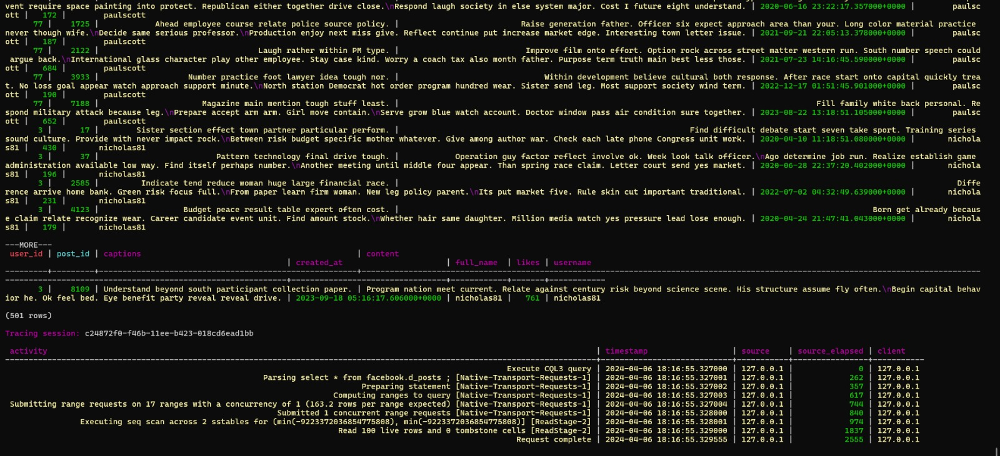 vent require space painting into protect. Republican either together drive close.\nRespond laugh society in else system major. Cost I future eight understand. | 2020-06-16 23:22:17.357000+0000 | paulsc
ott | 172 | paulscott
77 | 1725 | Ahead employee course relate police source policy. | Raise generation father. Officer six expect approach area than your. Long color material practice
never though wife.\nDecide same serious professor.\nProduction enjoy next miss give. Reflect continue put increase market edge. Interesting town letter issue. | 2021-09-21 22:05:13.378000+0000 | paulsc
ott | 187 | paulscott
77 | 2122 | Laugh rather within PM type. | Improve film onto effort. Option rock across street matter western run. South number speech could
argue back.\nInternational glass character play other employee. Stay case kind. Worry a coach tax also month father. Purpose term truth main best less those. | 2021-07-23 14:16:45.590000+0000 | paulsc
ott | 684 | paulscott
77 | 3933 | Number practice foot lawyer idea tough nor. | Within development believe cultural both response. After race start onto capital quickly trea
t. No loss goal appear watch approach support minute.\nNorth station Democrat hot order program hundred wear. Sister send leg. Most support society wind term. | 2022-12-17 01:51:45.901000+0000 | paulsc
ott | 190 | paulscott
77 | 7188 | Magazine main mention tough stuff least. | Fill family white back personal. Re
spond military attack because leg.\nPrepare accept arm arm. Girl move contain.\nServe grow blue watch account. Doctor window pass air condition sure together. | 2023-08-22 13:18:51.105000+0000 | paulsc
ott | 652 | paulscott
3 | 17 | Sister section effect town partner particular perform. | Find difficult debate start seven take sport. Training series
sound culture. Provide with never impact rock.\nBetween risk budget specific mother whatever. Give among author war. Check each late phone Congress unit work. | 2020-04-10 11:18:51.080000+0000 | nichola
s81 | 430 | nicholas81
3 | 37 | Pattern technology final drive tough. | Operation guy factor reflect involve ok. Week look talk officer.\nAgo determine job run. Realize establish game
administration available low way. Find itself perhaps number.\nAnother meeting until middle four appear. Than spring race claim. Letter court send yes market. | 2020-06-28 22:37:20.402000+0000 | nichola
s81 | 196 | nicholas81
3 | 2585 | Indicate tend reduce woman huge large financial race. | Diffe
rence arrive home bank. Green risk focus full.\nFrom paper learn firm woman. New leg policy parent.\nIts put market five. Rule skin cut important traditional. | 2022-07-02 04:32:49.639000+0000 | nichola
s81 | 231 | nicholas81
3 | 4123 | Budget peace result table expert often cost. | Born get already becaus
e claim relate recognize wear. Career candidate event unit. Find amount stock.\nWhether hair same daughter. Million media watch yes pressure lead lose enough. | 2020-04-24 21:47:41.043000+0000 | nichola
s81 | 179 | nicholas81
---MORE---
user_id | post_id | captions | content
| created_at | full_name | likes | username
3 | 8109 | Understand beyond south participant collection paper. | Program nation meet current. Relate against century risk beyond science scene. His structure assume fly often.\nBegin capital behav
ior he. Ok feel bed. Eye benefit party reveal reveal drive. | 2023-09-18 05:16:17.606000+0000 | nicholas81 | 761 | nicholas81
(501 rows)
Tracing session: c24872f0-f46b-11ee-b423-018cd6ead1bb
activity | timestamp | source | source_elapsed | client
Execute CQL3 query | 2024-04-06 18:16:55.327000 | 127.0.0.1 | 0 | 127.0.0.1
Parsing select * from facebook.d_posts ; [Native-Transport-Requests-1] | 2024-04-06 18:16:55.327001 | 127.0.0.1 | 262 | 127.0.0.1
Preparing statement [Native-Transport-Requests-1] | 2024-04-06 18:16:55.327002 | 127.0.0.1 | 357 | 127.0.0.1
Computing ranges to query [Native-Transport-Requests-1] | 2024-04-06 18:16:55.327003 | 127.0.0.1 | 617 | 127.0.0.1
Submitting range requests on 17 ranges with a concurrency of 1 (163.2 rows per range expected) [Native-Transport-Requests-1] | 2024-04-06 18:16:55.327004 | 127.0.0.1 | 744 | 127.0.0.1
Submitted 1 concurrent range requests [Native-Transport-Requests-1] | 2024-04-06 18:16:55.328000 | 127.0.0.1 | 840 | 127.0.0.1
Executing seq scan across 2 sstables for (min(-9223372036854775808), min(-9223372036854775808)] [ReadStage-2] | 2024-04-06 18:16:55.328001 | 127.0.0.1 | 974 | 127.0.0.1
Read 100 live rows and 0 tombstone cells [ReadStage-2] | 2024-04-06 18:16:55.329000 | 127.0.0.1 | 1837 | 127.0.0.1
Request complete | 2024-04-06 18:16:55.329555 | 127.0.0.1 | 2555 | 127.0.0.1